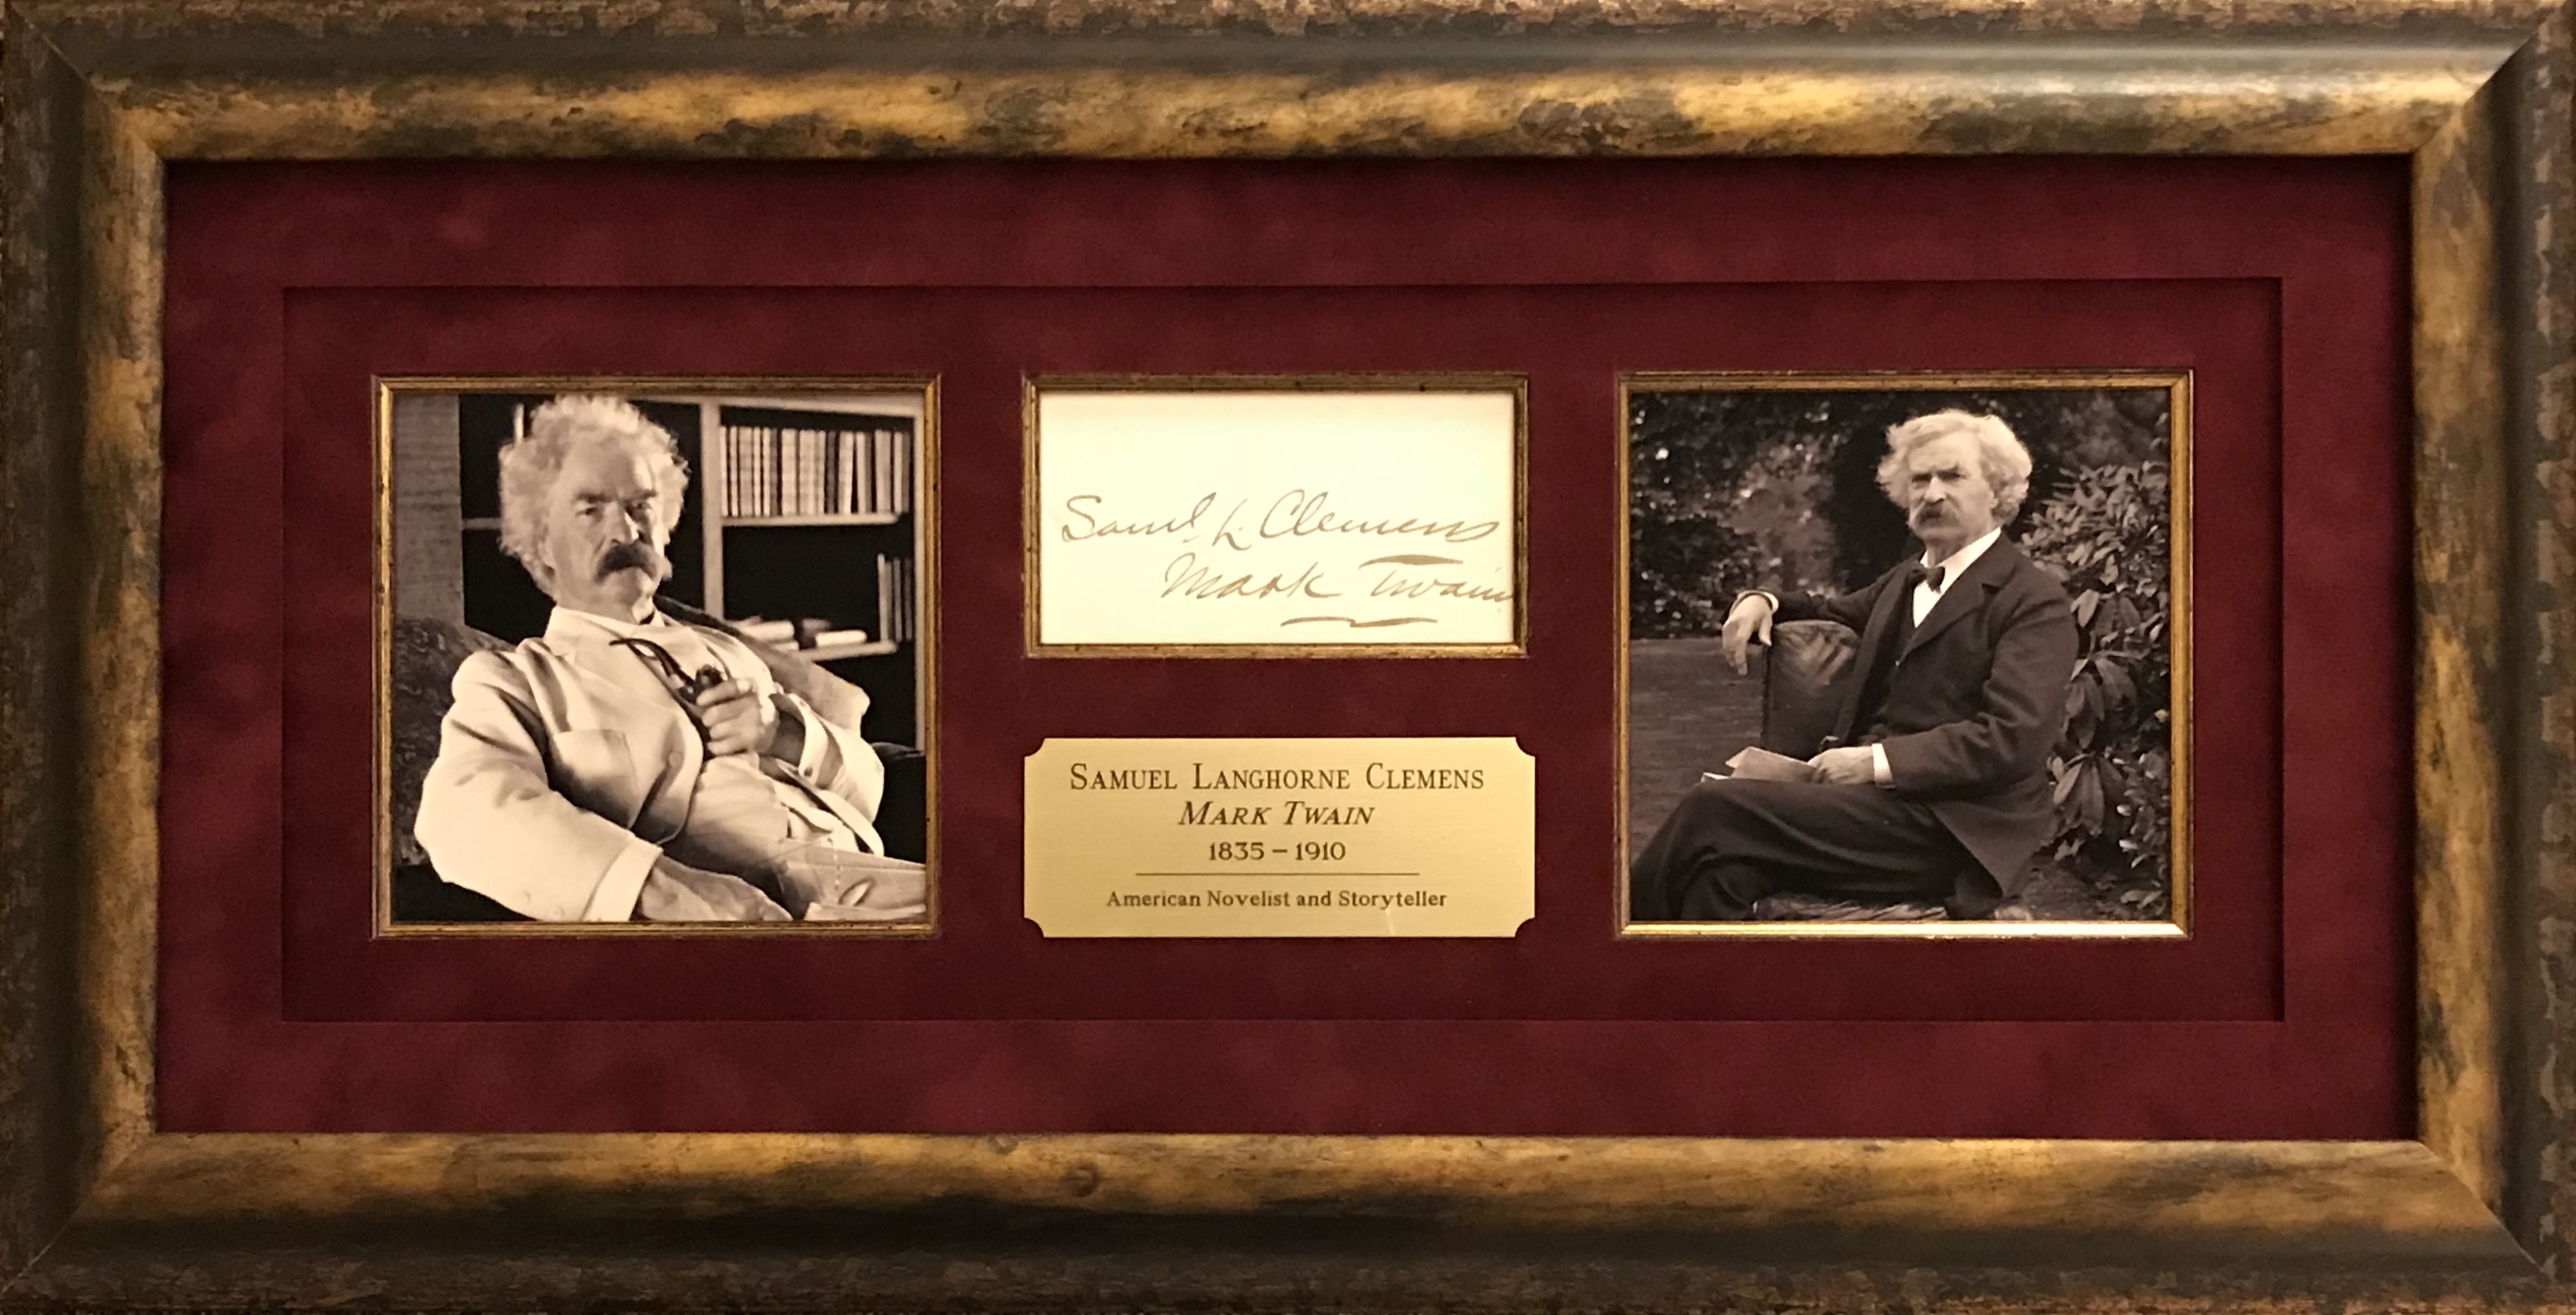 Saml. L. Clemens
Mark Twain
SAMUEL LANGHORNE CLEMENS
MARK TWAIN
1835 – 1910
American Novelist and Storyteller